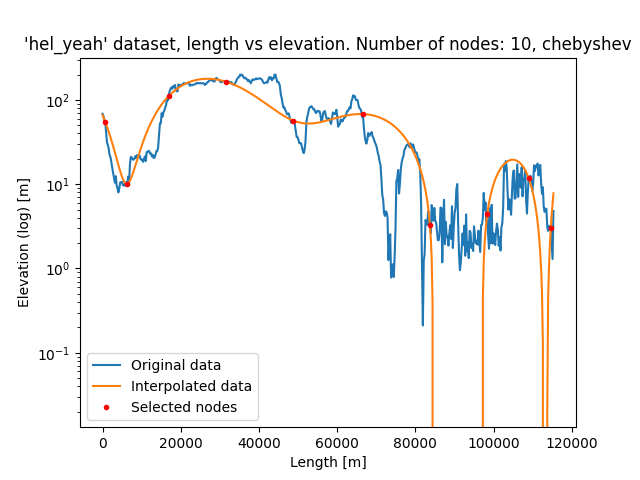 'hel_yeah' dataset, length vs elevation. Number of nodes: 10, chebyshev
Elevation (log) [m]
10²
10¹
10⁰
10⁻¹
Original data
Interpolated data
Selected nodes
0 20000 40000 60000 80000 100000 120000
Length [m]